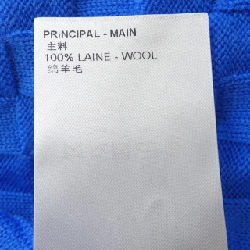 PRINCIPAL - MAIN
主料
100% LAINE - WOOL
绵羊毛